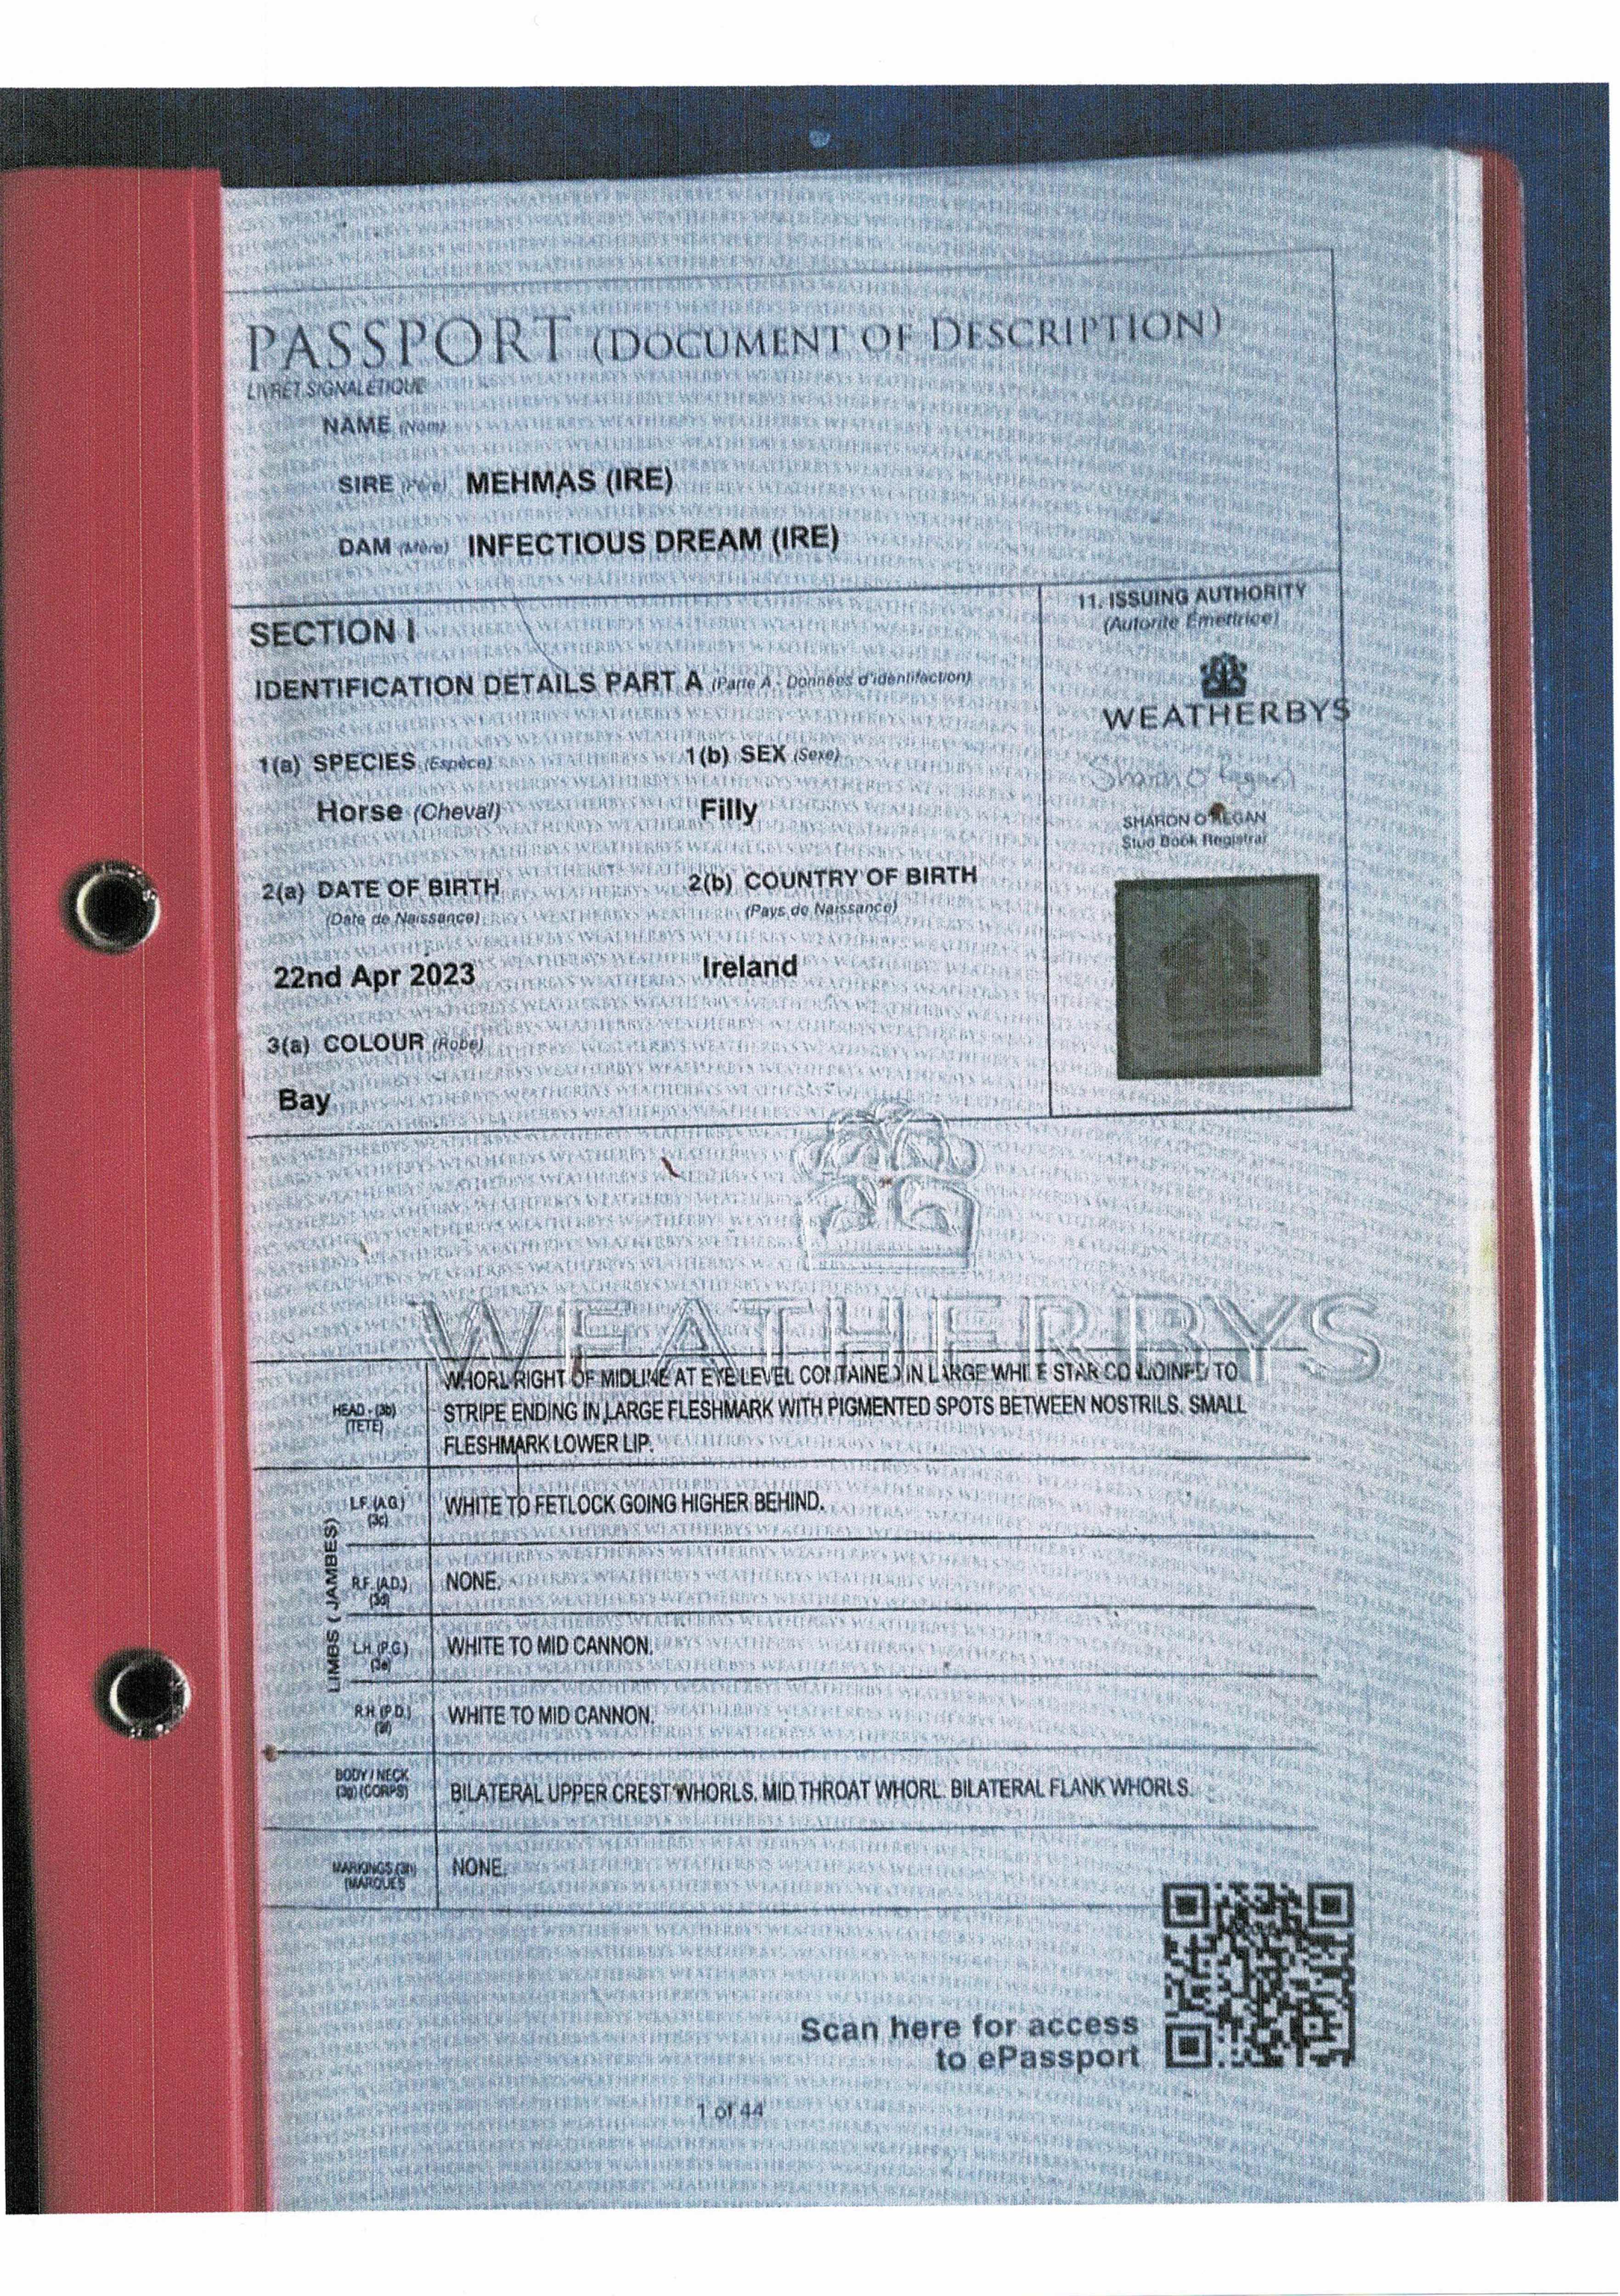 PASSPORT (DOCUMENT OF DESCRIPTION)
LIVRET SIGNALETIQUE
NAME (Nom)
SIRE (Père) MEHMAS (IRE)
DAM (Mère) INFECTIOUS DREAM (IRE)
SECTION I
IDENTIFICATION DETAILS PART A (Partie A - Données d'identifaction)
1(a) SPECIES (Espèce)
1(b) SEX (Sexe)
Horse (Cheval)
Filly
2(a) DATE OF BIRTH
(Date de Naissance)
2(b) COUNTRY OF BIRTH
(Pays de Naissance)
22nd Apr 2023
Ireland
3(a) COLOUR (Robe)
Bay
11. ISSUING AUTHORITY
(Autorité Émettrice)
WEATHERBYS
Sharon O'Regan
SHARON O'REGAN
Stud Book Registrar
WEATHERBYS
HEAD - (3b)
(TETE)
WHORL RIGHT OF MIDLINE AT EYE LEVEL CONTAINED IN LARGE WHITE STAR CONJOINED TO
STRIPE ENDING IN LARGE FLESHMARK WITH PIGMENTED SPOTS BETWEEN NOSTRILS. SMALL
FLESHMARK LOWER LIP.
LIMBS ( JAMBES)
L.F. (A.G.)
(3c)
WHITE TO FETLOCK GOING HIGHER BEHIND.
R.F. (A.D.)
(3d)
NONE.
L.H. (P.G.)
(3e)
WHITE TO MID CANNON.
R.H. (P.D.)
(3f)
WHITE TO MID CANNON.
BODY / NECK
(3g) (CORPS)
BILATERAL UPPER CREST WHORLS. MID THROAT WHORL. BILATERAL FLANK WHORLS.
MARKINGS (3h)
(MARQUES
NONE.
Scan here for access
to ePassport
1 of 44